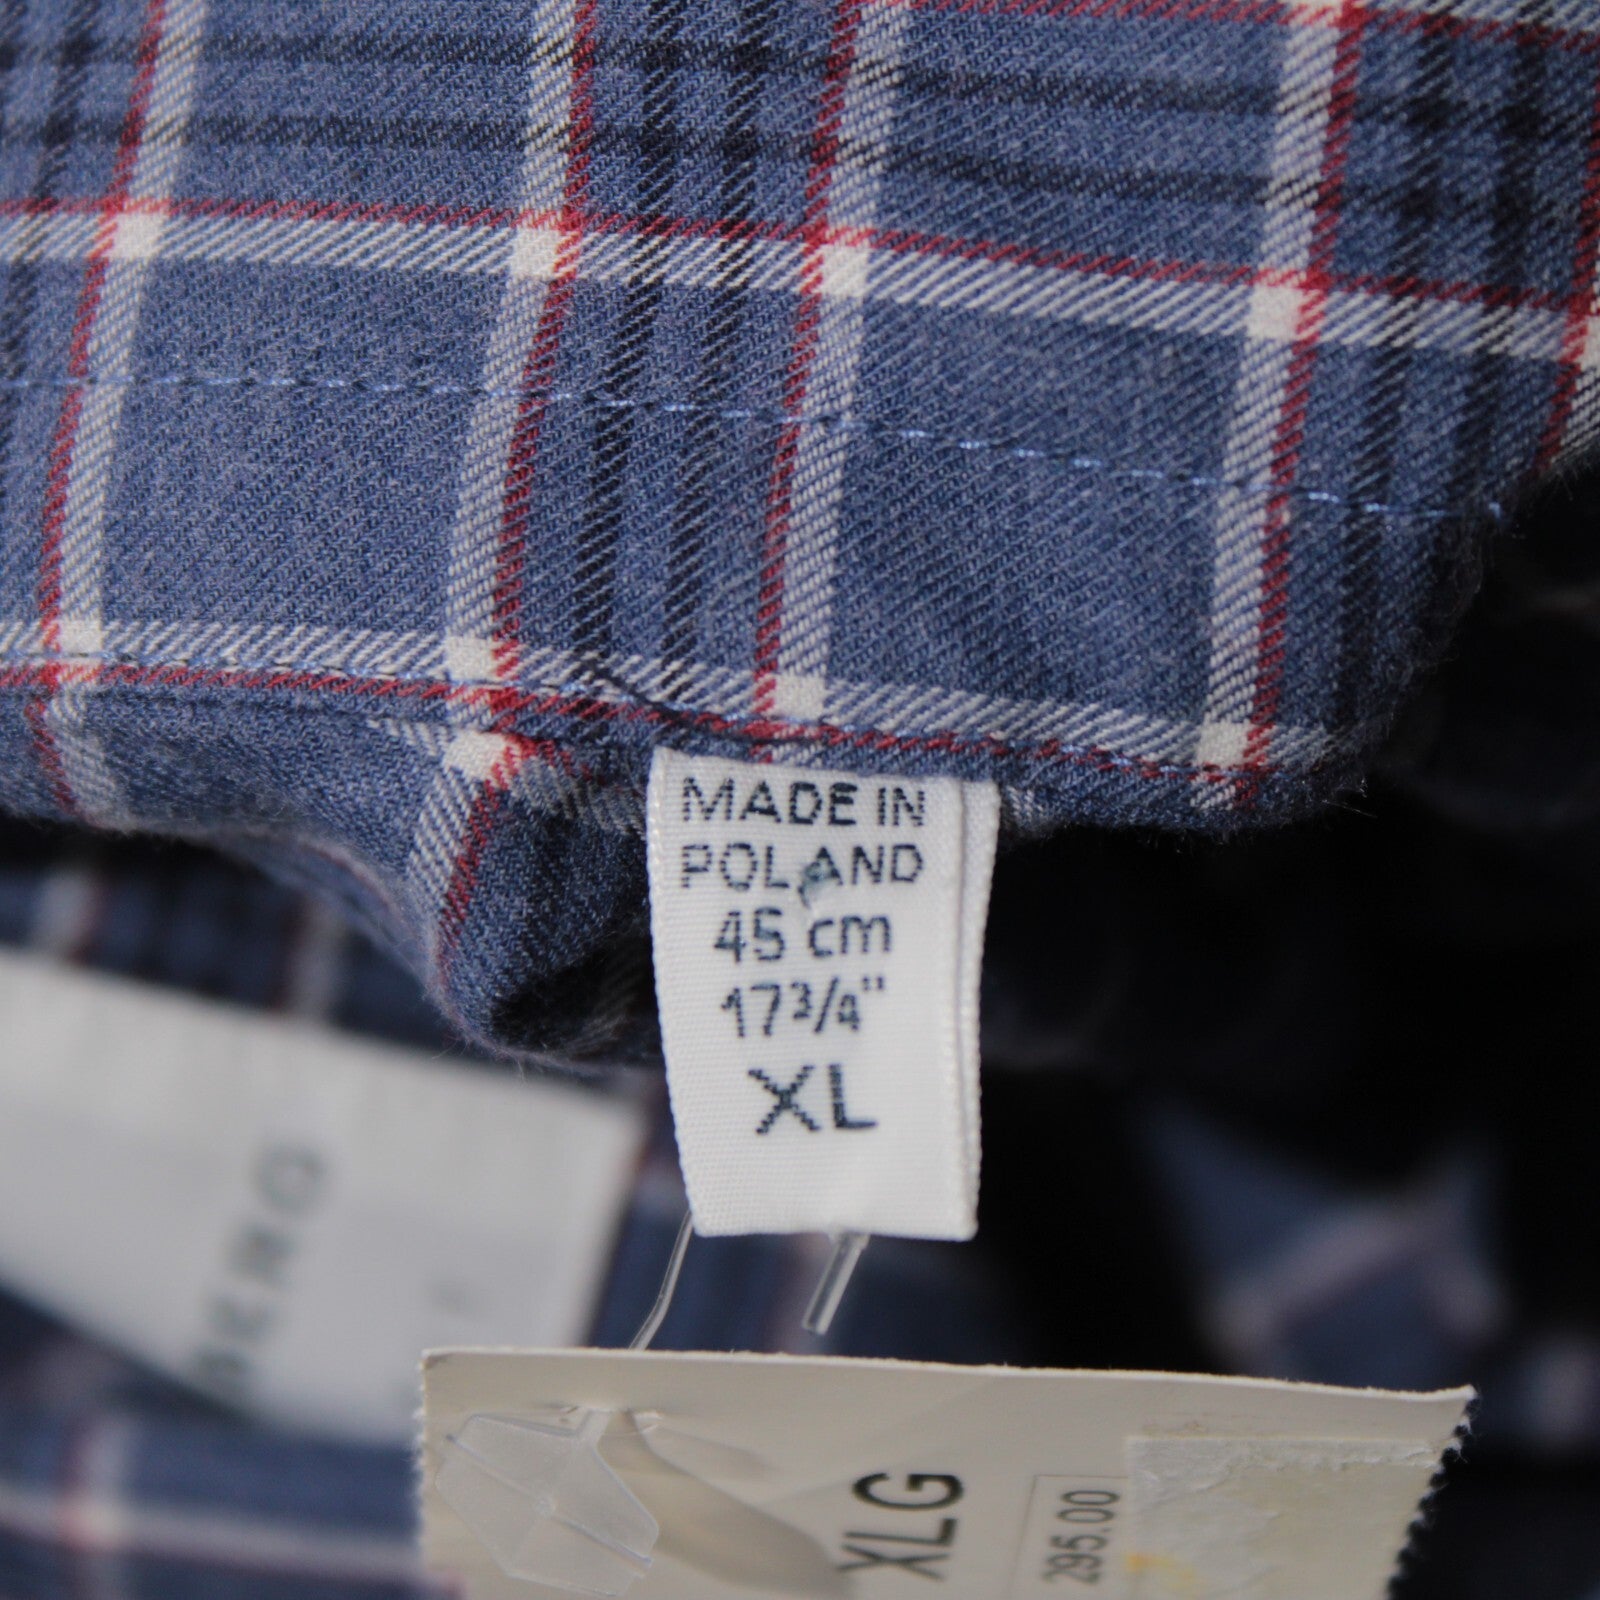 MADE IN
POLAND
45 cm
17 3/4"
XL
XLG
295.00